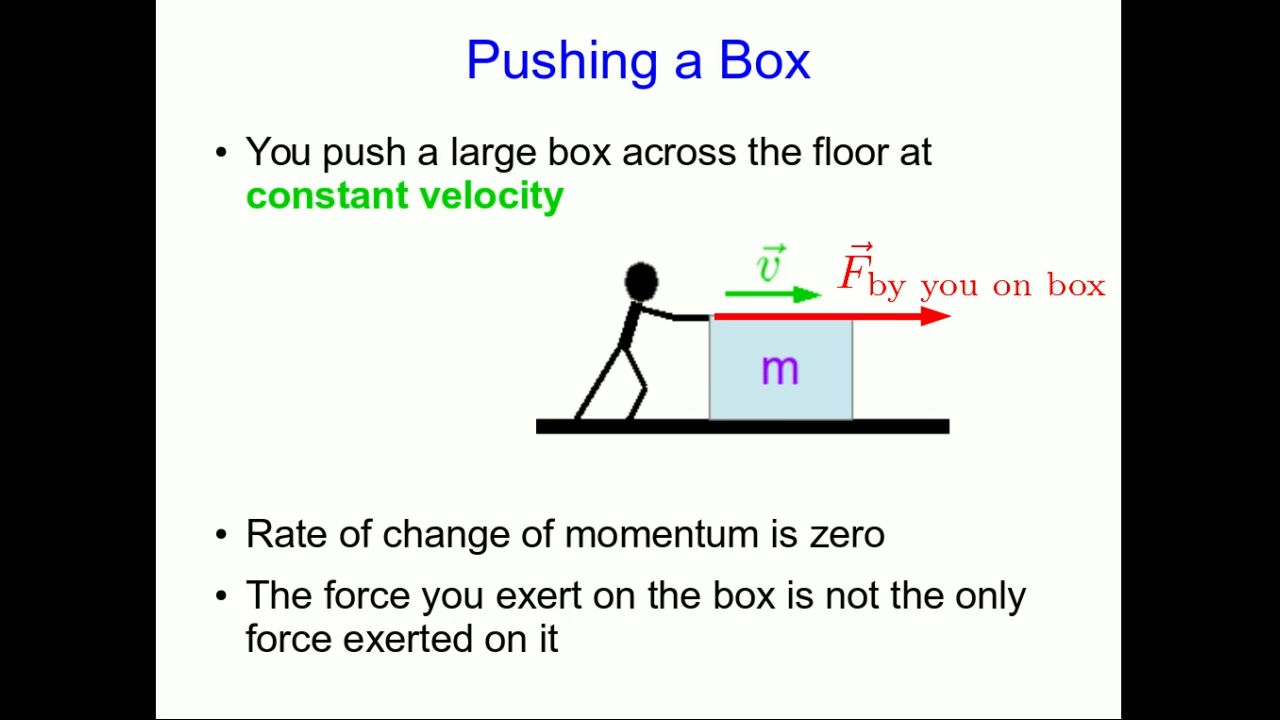 Pushing a Box
• You push a large box across the floor at
constant velocity
v⃗
F⃗by you on box
m
• Rate of change of momentum is zero
• The force you exert on the box is not the only
force exerted on it